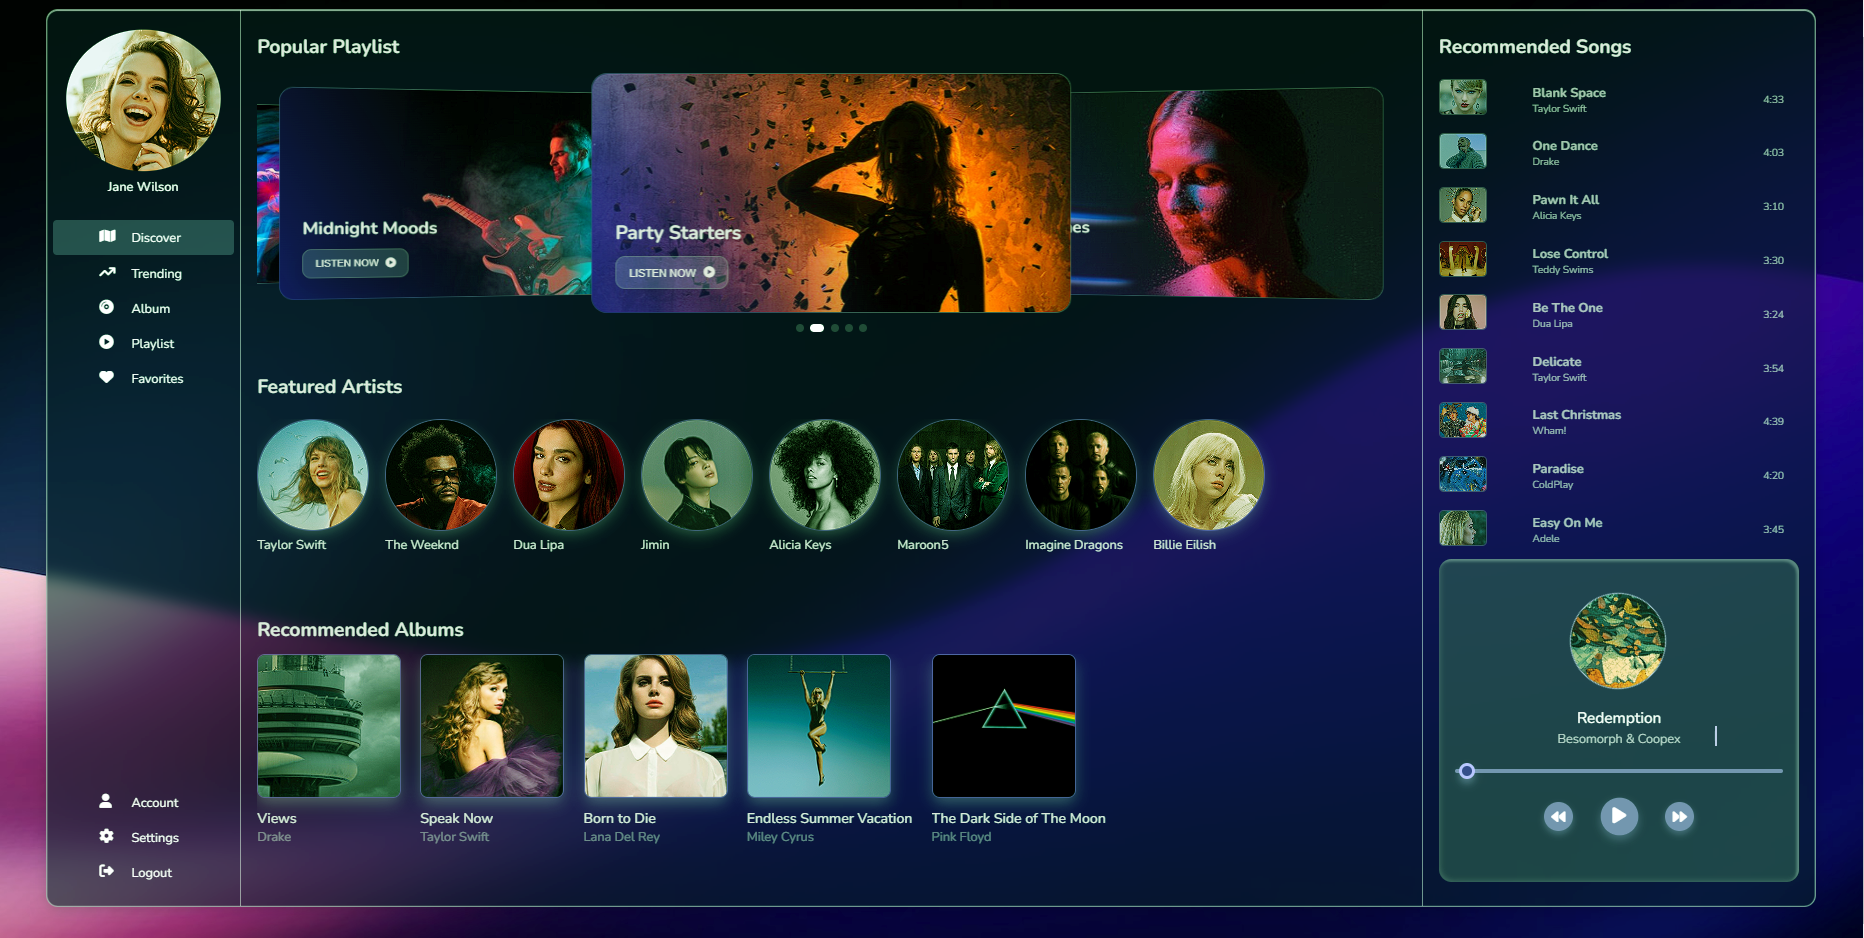 Jane Wilson
Discover
Trending
Album
Playlist
Favorites
Account
Settings
Logout
Popular Playlist
Midnight Moods
LISTEN NOW
Party Starters
LISTEN NOW
Featured Artists
Taylor Swift
The Weeknd
Dua Lipa
Jimin
Alicia Keys
Maroon5
Imagine Dragons
Billie Eilish
Recommended Albums
Views
Drake
Speak Now
Taylor Swift
Born to Die
Lana Del Rey
Endless Summer Vacation
Miley Cyrus
The Dark Side of The Moon
Pink Floyd
Recommended Songs
Blank Space
Taylor Swift
4:33
One Dance
Drake
4:03
Pawn It All
Alicia Keys
3:10
Lose Control
Teddy Swims
3:30
Be The One
Dua Lipa
3:24
Delicate
Taylor Swift
3:54
Last Christmas
Wham!
4:39
Paradise
ColdPlay
4:20
Easy On Me
Adele
3:45
Redemption
Besomorph & Coopex